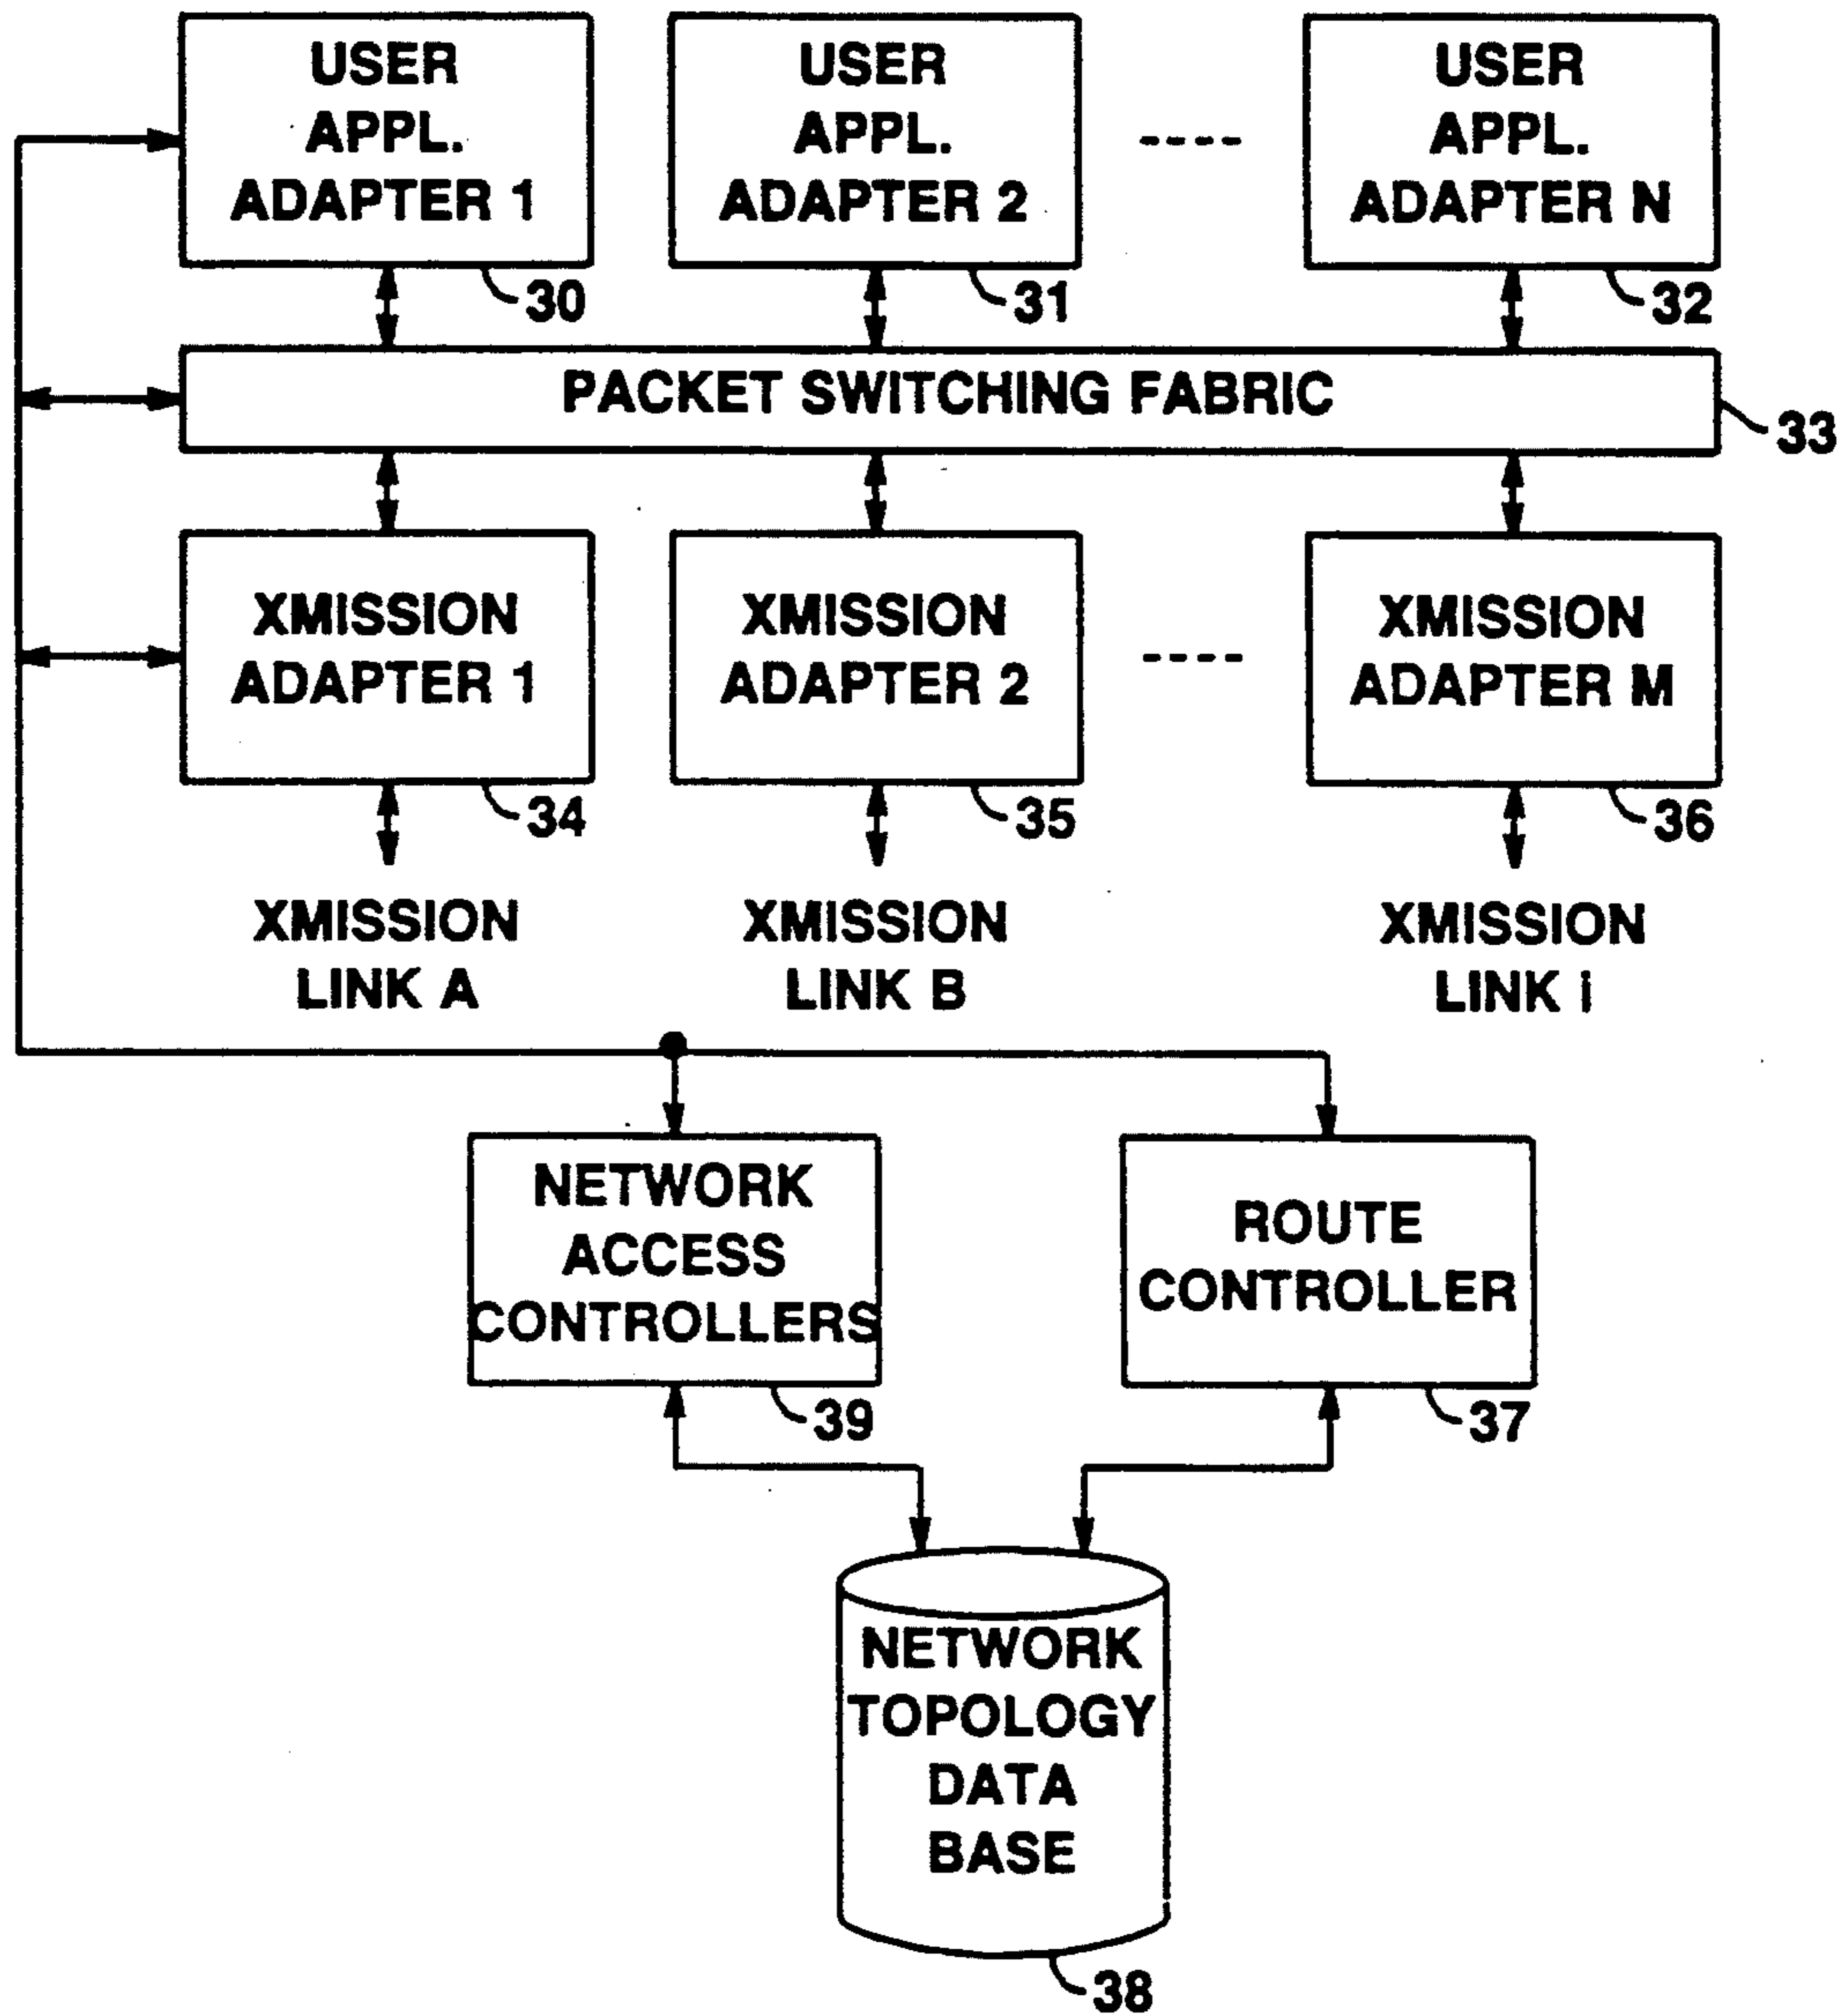 USER
APPL.
ADAPTER 1
30
USER
APPL.
ADAPTER 2
31
----
USER
APPL.
ADAPTER N
32
PACKET SWITCHING FABRIC
33
XMISSION
ADAPTER 1
34
XMISSION
ADAPTER 2
35
----
XMISSION
ADAPTER M
36
XMISSION
LINK A
XMISSION
LINK B
XMISSION
LINK i
NETWORK
ACCESS
CONTROLLERS
39
ROUTE
CONTROLLER
37
NETWORK
TOPOLOGY
DATA
BASE
38